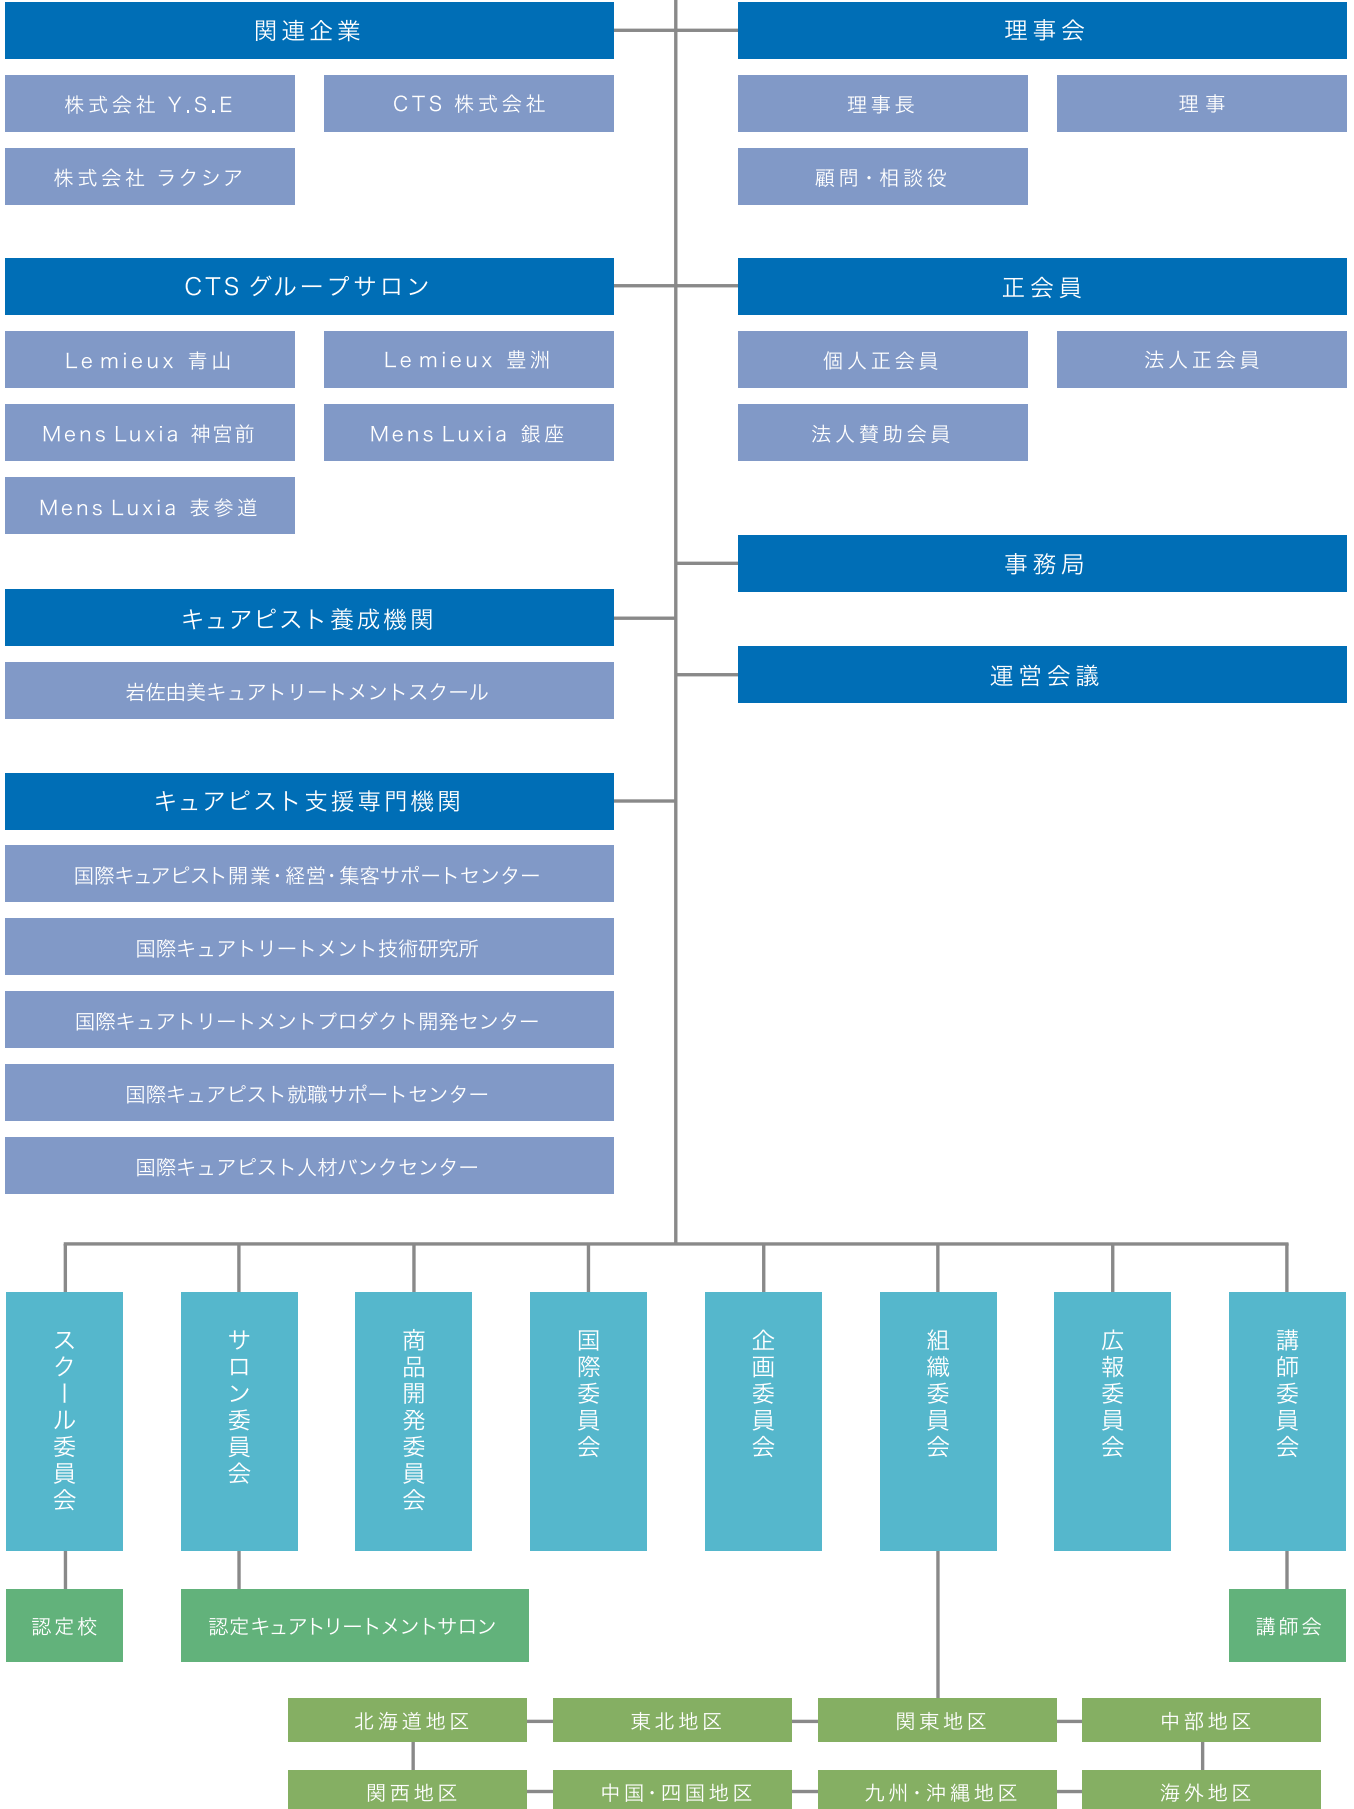 関連企業
株式会社 Y.S.E
CTS 株式会社
株式会社 ラクシア
理事会
理事長
理事
顧問・相談役
CTS グループサロン
Le mieux 青山
Le mieux 豊洲
Mens Luxia 神宮前
Mens Luxia 銀座
Mens Luxia 表参道
正会員
個人正会員
法人正会員
法人賛助会員
事務局
キュアピスト養成機関
岩佐由美キュアトリートメントスクール
運営会議
キュアピスト支援専門機関
国際キュアピスト開業・経営・集客サポートセンター
国際キュアトリートメント技術研究所
国際キュアトリートメントプロダクト開発センター
国際キュアピスト就職サポートセンター
国際キュアピスト人材バンクセンター
スクール委員会
サロン委員会
商品開発委員会
国際委員会
企画委員会
組織委員会
広報委員会
講師委員会
認定校
認定キュアトリートメントサロン
講師会
北海道地区
東北地区
関東地区
中部地区
関西地区
中国・四国地区
九州・沖縄地区
海外地区